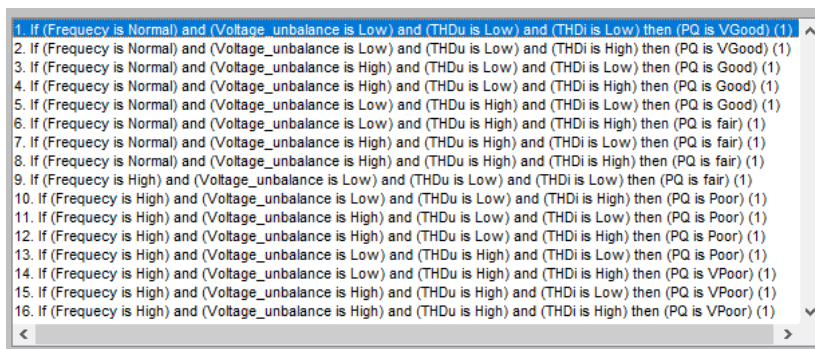 1. If (Frequecy is Normal) and (Voltage_unbalance is Low) and (THDu is Low) and (THDi is Low) then (PQ is VGood) (1)
2. If (Frequecy is Normal) and (Voltage_unbalance is Low) and (THDu is Low) and (THDi is High) then (PQ is VGood) (1)
3. If (Frequecy is Normal) and (Voltage_unbalance is High) and (THDu is Low) and (THDi is Low) then (PQ is Good) (1)
4. If (Frequecy is Normal) and (Voltage_unbalance is High) and (THDu is Low) and (THDi is High) then (PQ is Good) (1)
5. If (Frequecy is Normal) and (Voltage_unbalance is Low) and (THDu is High) and (THDi is Low) then (PQ is Good) (1)
6. If (Frequecy is Normal) and (Voltage_unbalance is Low) and (THDu is High) and (THDi is High) then (PQ is fair) (1)
7. If (Frequecy is Normal) and (Voltage_unbalance is High) and (THDu is High) and (THDi is Low) then (PQ is fair) (1)
8. If (Frequecy is Normal) and (Voltage_unbalance is High) and (THDu is High) and (THDi is High) then (PQ is fair) (1)
9. If (Frequecy is High) and (Voltage_unbalance is Low) and (THDu is Low) and (THDi is Low) then (PQ is fair) (1)
10. If (Frequecy is High) and (Voltage_unbalance is Low) and (THDu is Low) and (THDi is High) then (PQ is Poor) (1)
11. If (Frequecy is High) and (Voltage_unbalance is High) and (THDu is Low) and (THDi is Low) then (PQ is Poor) (1)
12. If (Frequecy is High) and (Voltage_unbalance is High) and (THDu is Low) and (THDi is High) then (PQ is Poor) (1)
13. If (Frequecy is High) and (Voltage_unbalance is Low) and (THDu is High) and (THDi is Low) then (PQ is Poor) (1)
14. If (Frequecy is High) and (Voltage_unbalance is Low) and (THDu is High) and (THDi is High) then (PQ is VPoor) (1)
15. If (Frequecy is High) and (Voltage_unbalance is High) and (THDu is High) and (THDi is Low) then (PQ is VPoor) (1)
16. If (Frequecy is High) and (Voltage_unbalance is High) and (THDu is High) and (THDi is High) then (PQ is VPoor) (1)